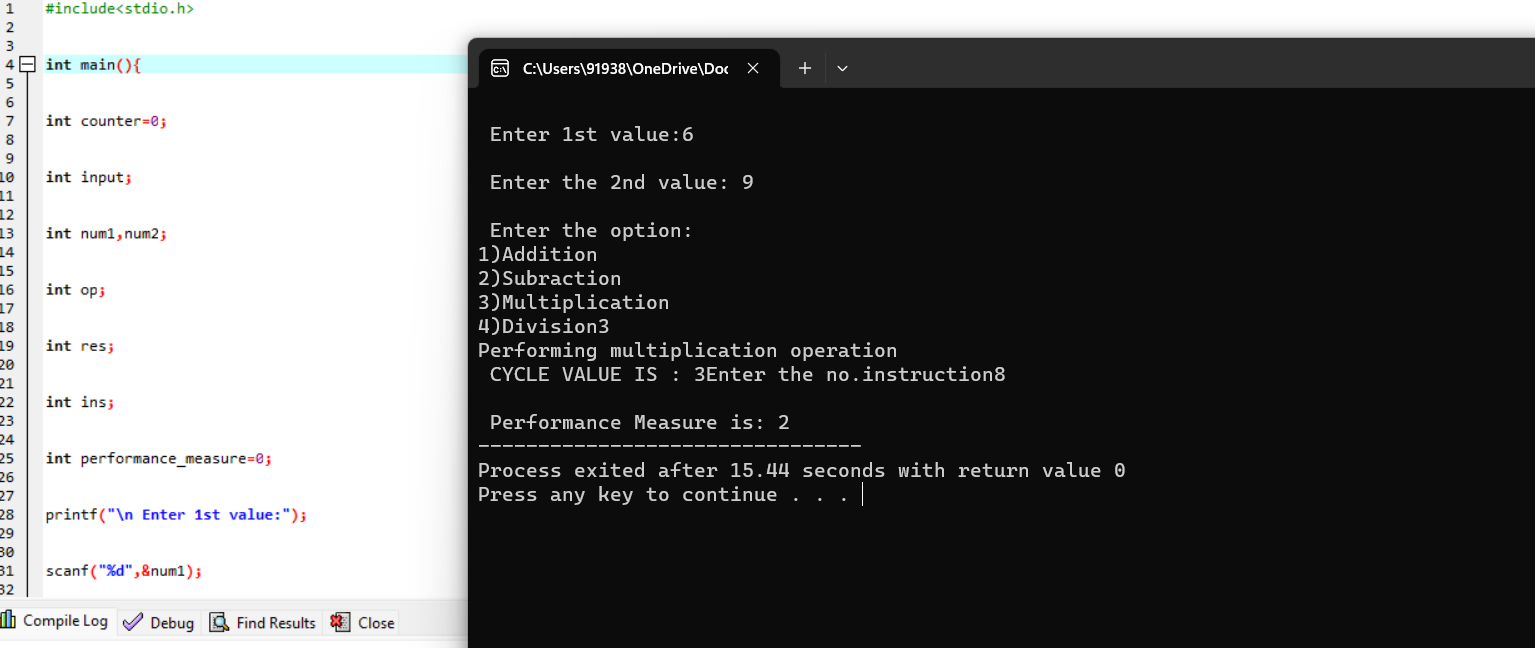 1 #include<stdio.h>
2
3
4 int main(){
5
6
7 int counter=0;
8
9
10 int input;
11
12
13 int num1,num2;
14
15
16 int op;
17
18
19 int res;
20
21
22 int ins;
23
24
25 int performance_measure=0;
26
27
28 printf("\n Enter 1st value:");
29
30
31 scanf("%d",&num1);
32
Compile Log Debug Find Results Close
C:\Users\91938\OneDrive\Doc
Enter 1st value:6
Enter the 2nd value: 9
Enter the option:
1)Addition
2)Subraction
3)Multiplication
4)Division3
Performing multiplication operation
CYCLE VALUE IS : 3Enter the no.instruction8
Performance Measure is: 2
--------------------------------
Process exited after 15.44 seconds with return value 0
Press any key to continue . . .